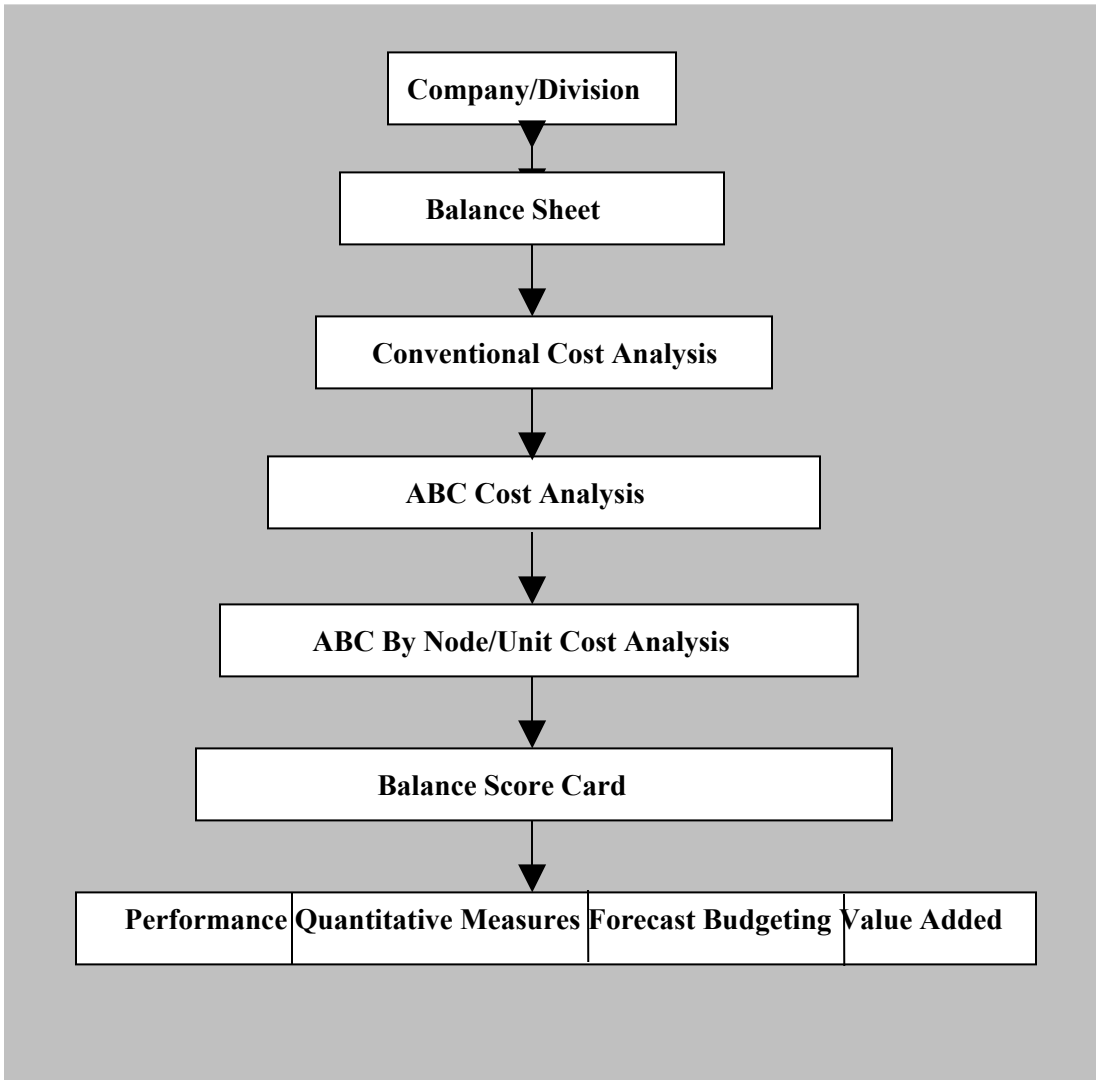 Company/Division
Balance Sheet
Conventional Cost Analysis
ABC Cost Analysis
ABC By Node/Unit Cost Analysis
Balance Score Card
Performance Quantitative Measures Forecast Budgeting Value Added